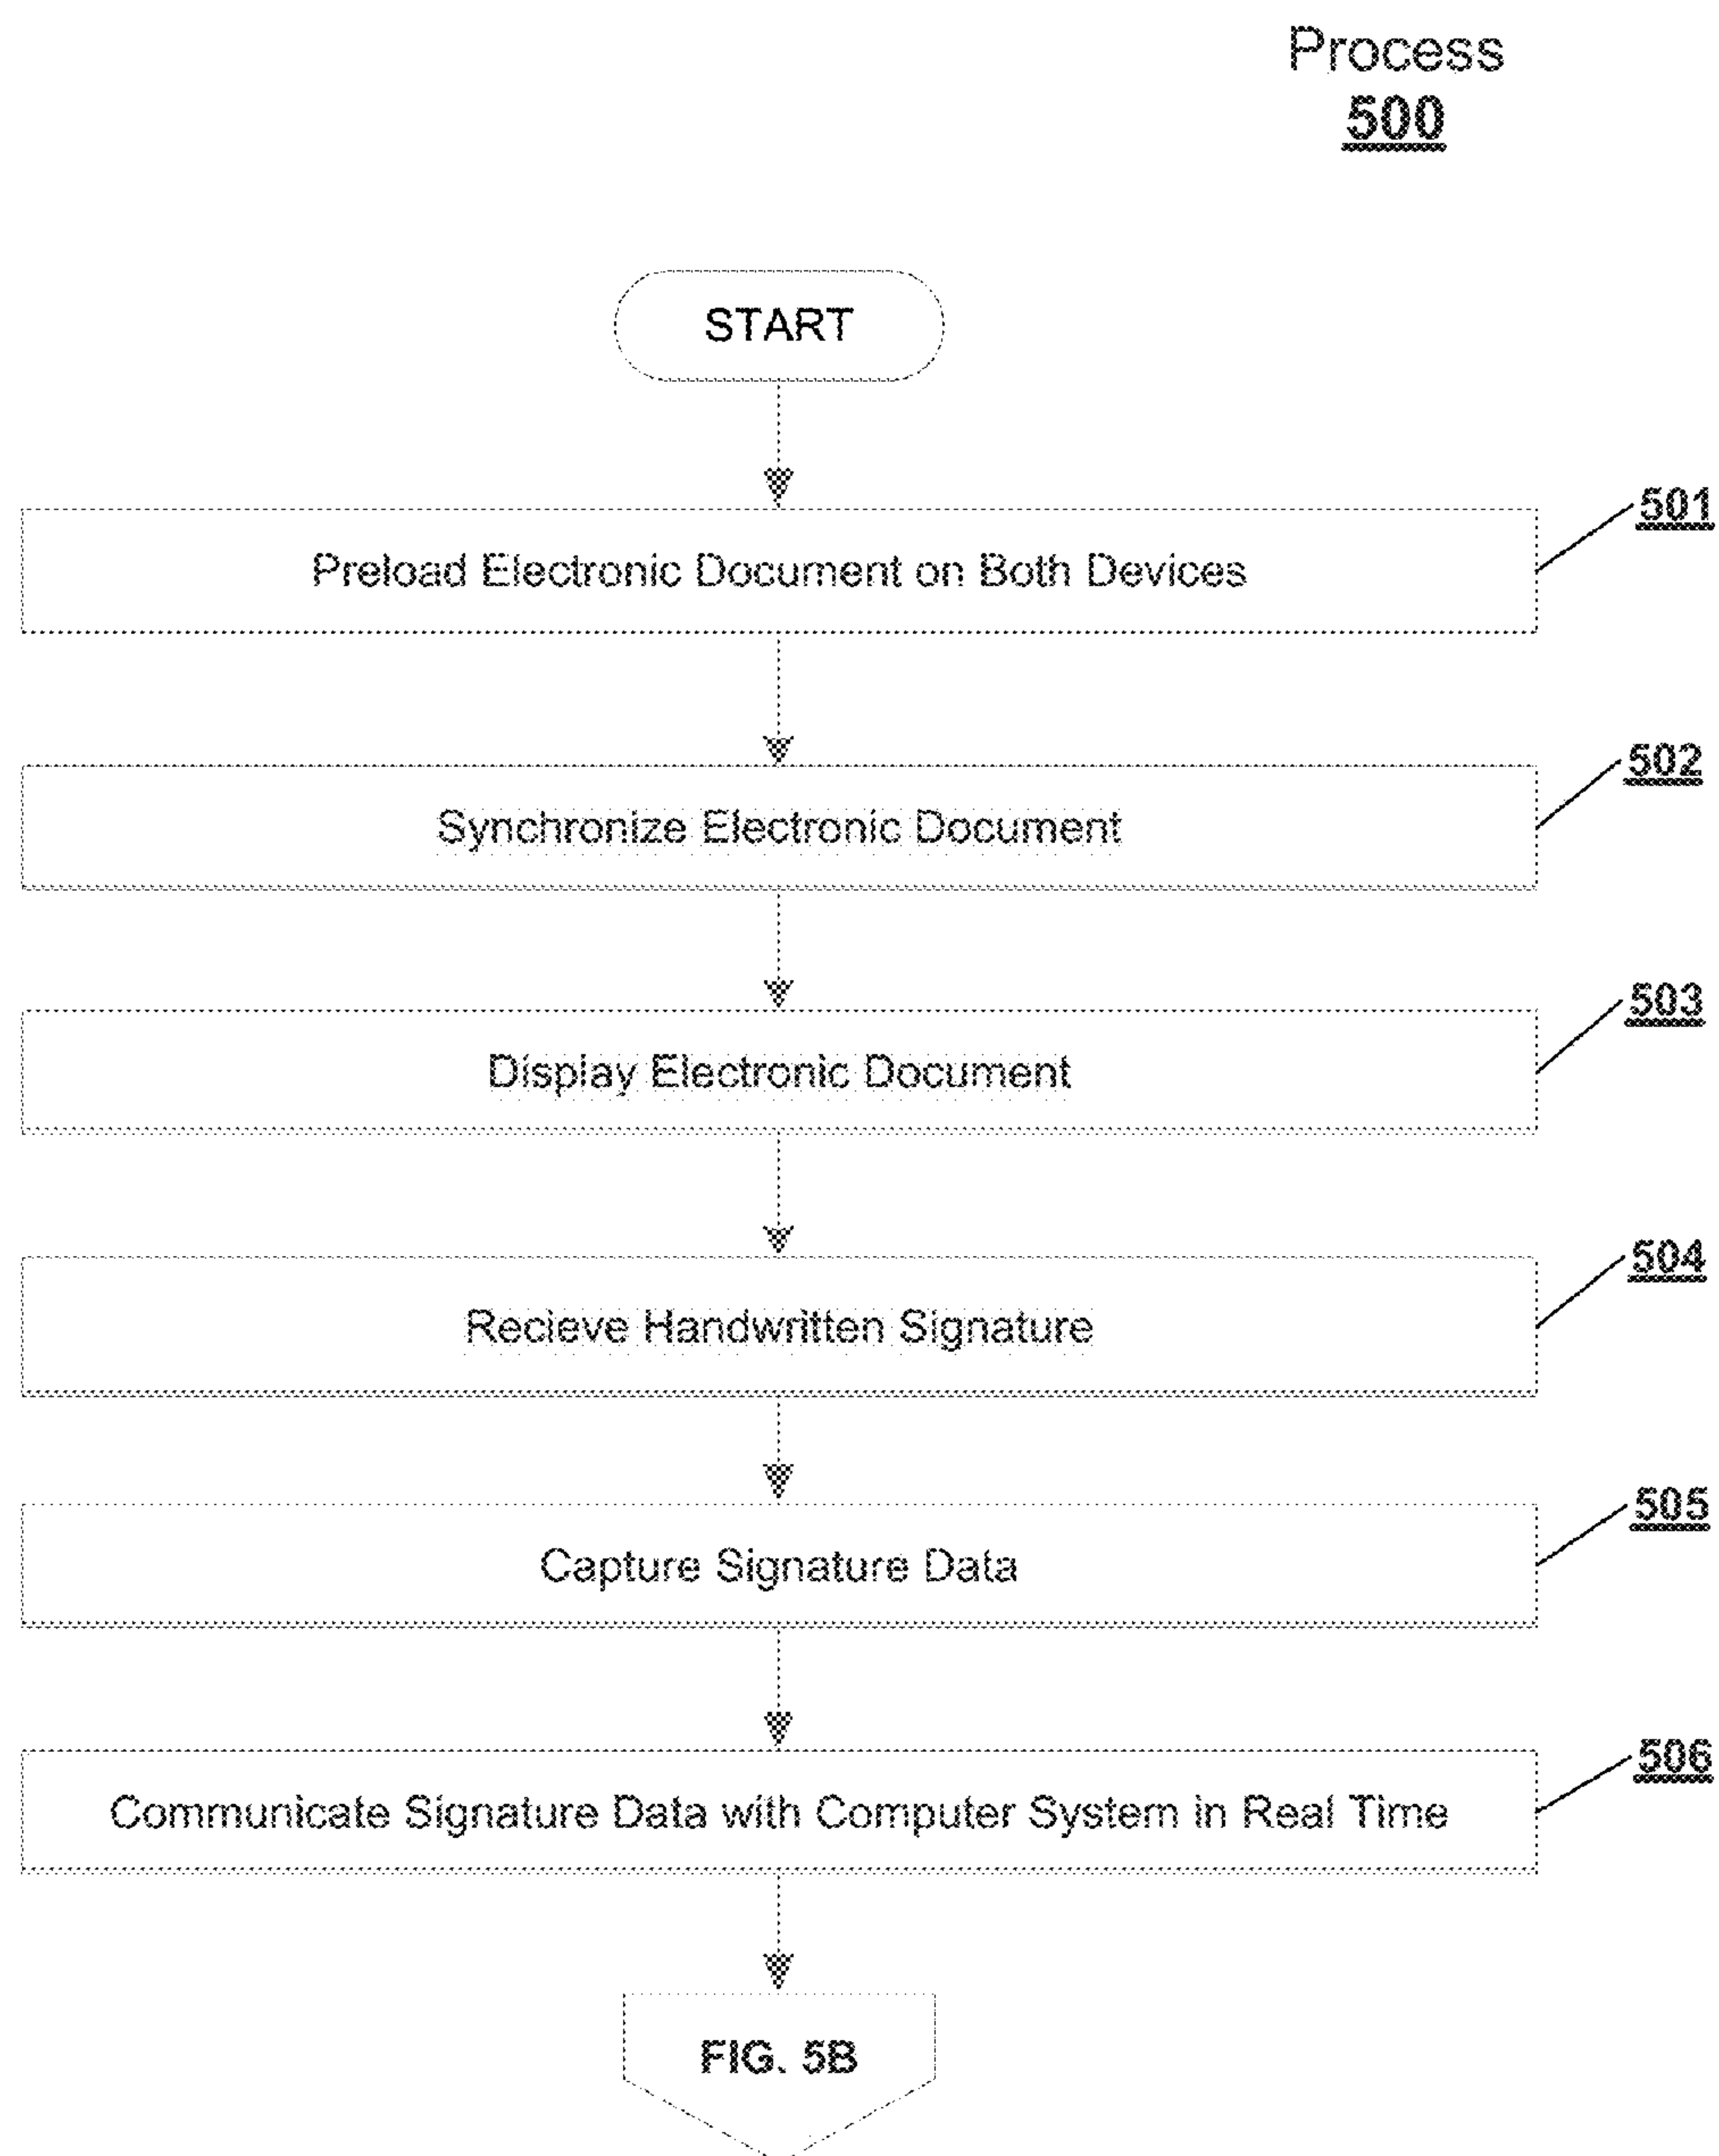 Process
500
START
501
Preload Electronic Document on Both Devices
502
Synchronize Electronic Document
503
Display Electronic Document
504
Recieve Handwritten Signature
505
Capture Signature Data
506
Communicate Signature Data with Computer System in Real Time
FIG. 5B